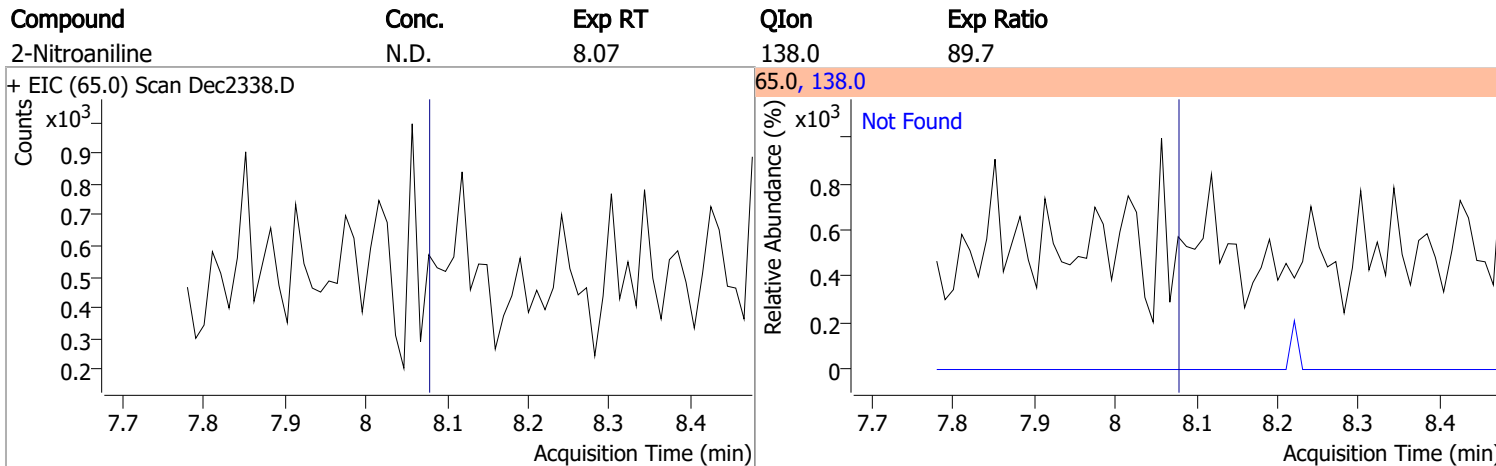 Compound Conc. Exp RT QIon Exp Ratio
2-Nitroaniline N.D. 8.07 138.0 89.7
+ EIC (65.0) Scan Dec2338.D
Counts
x10³
0.9
0.8
0.7
0.6
0.5
0.4
0.3
0.2
7.7 7.8 7.9 8 8.1 8.2 8.3 8.4
Acquisition Time (min)
65.0, 138.0
Relative Abundance (%)
x10³
Not Found
0.8
0.6
0.4
0.2
0
7.7 7.8 7.9 8 8.1 8.2 8.3 8.4
Acquisition Time (min)